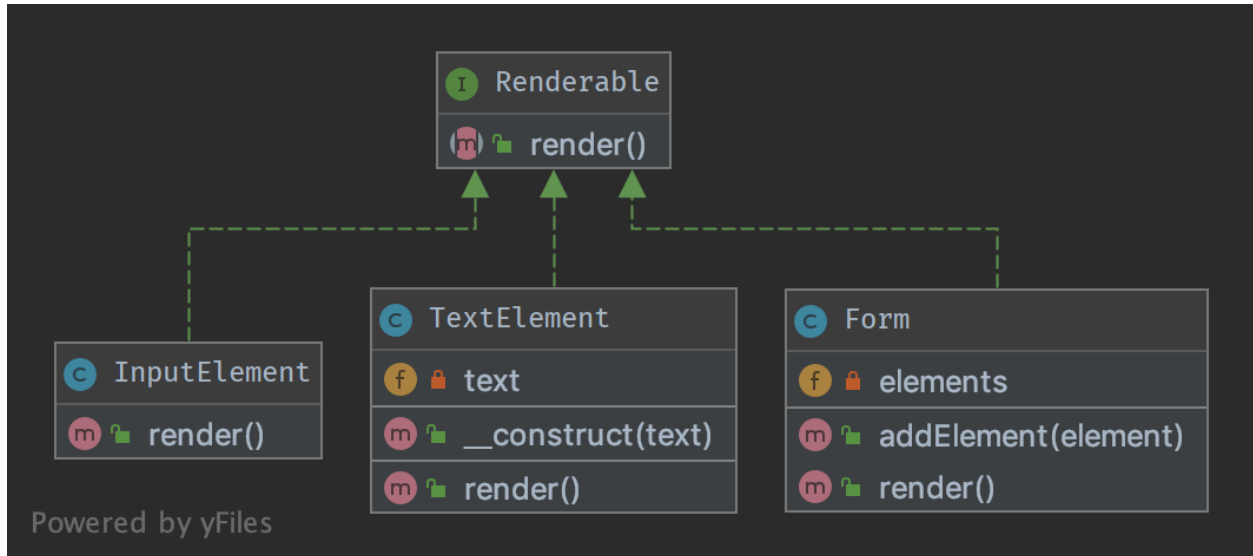 I Renderable
m render()
C InputElement
m render()
C TextElement
f text
m __construct(text)
m render()
C Form
f elements
m addElement(element)
m render()
Powered by yFiles